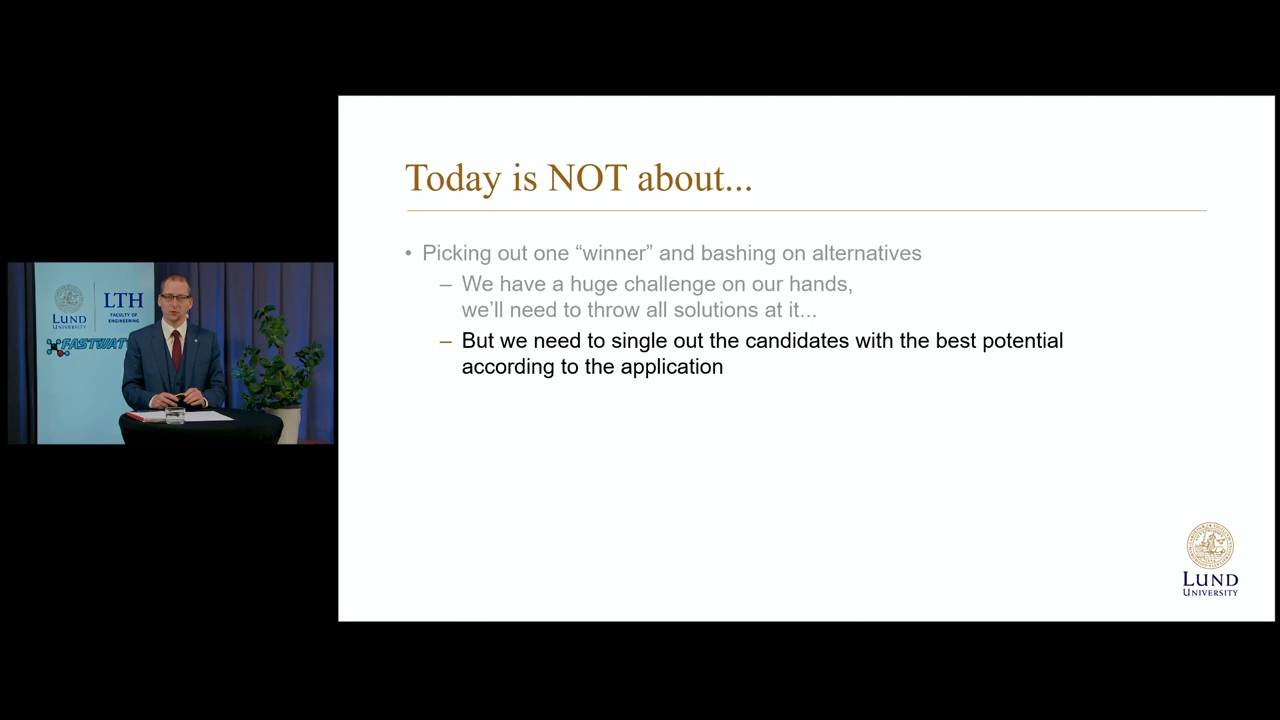 Today is NOT about...
• Picking out one “winner” and bashing on alternatives
– We have a huge challenge on our hands,
we’ll need to throw all solutions at it...
– But we need to single out the candidates with the best potential
according to the application
LUND
UNIVERSITY
LUND
UNIVERSITY
LTH
FACULTY OF
ENGINEERING